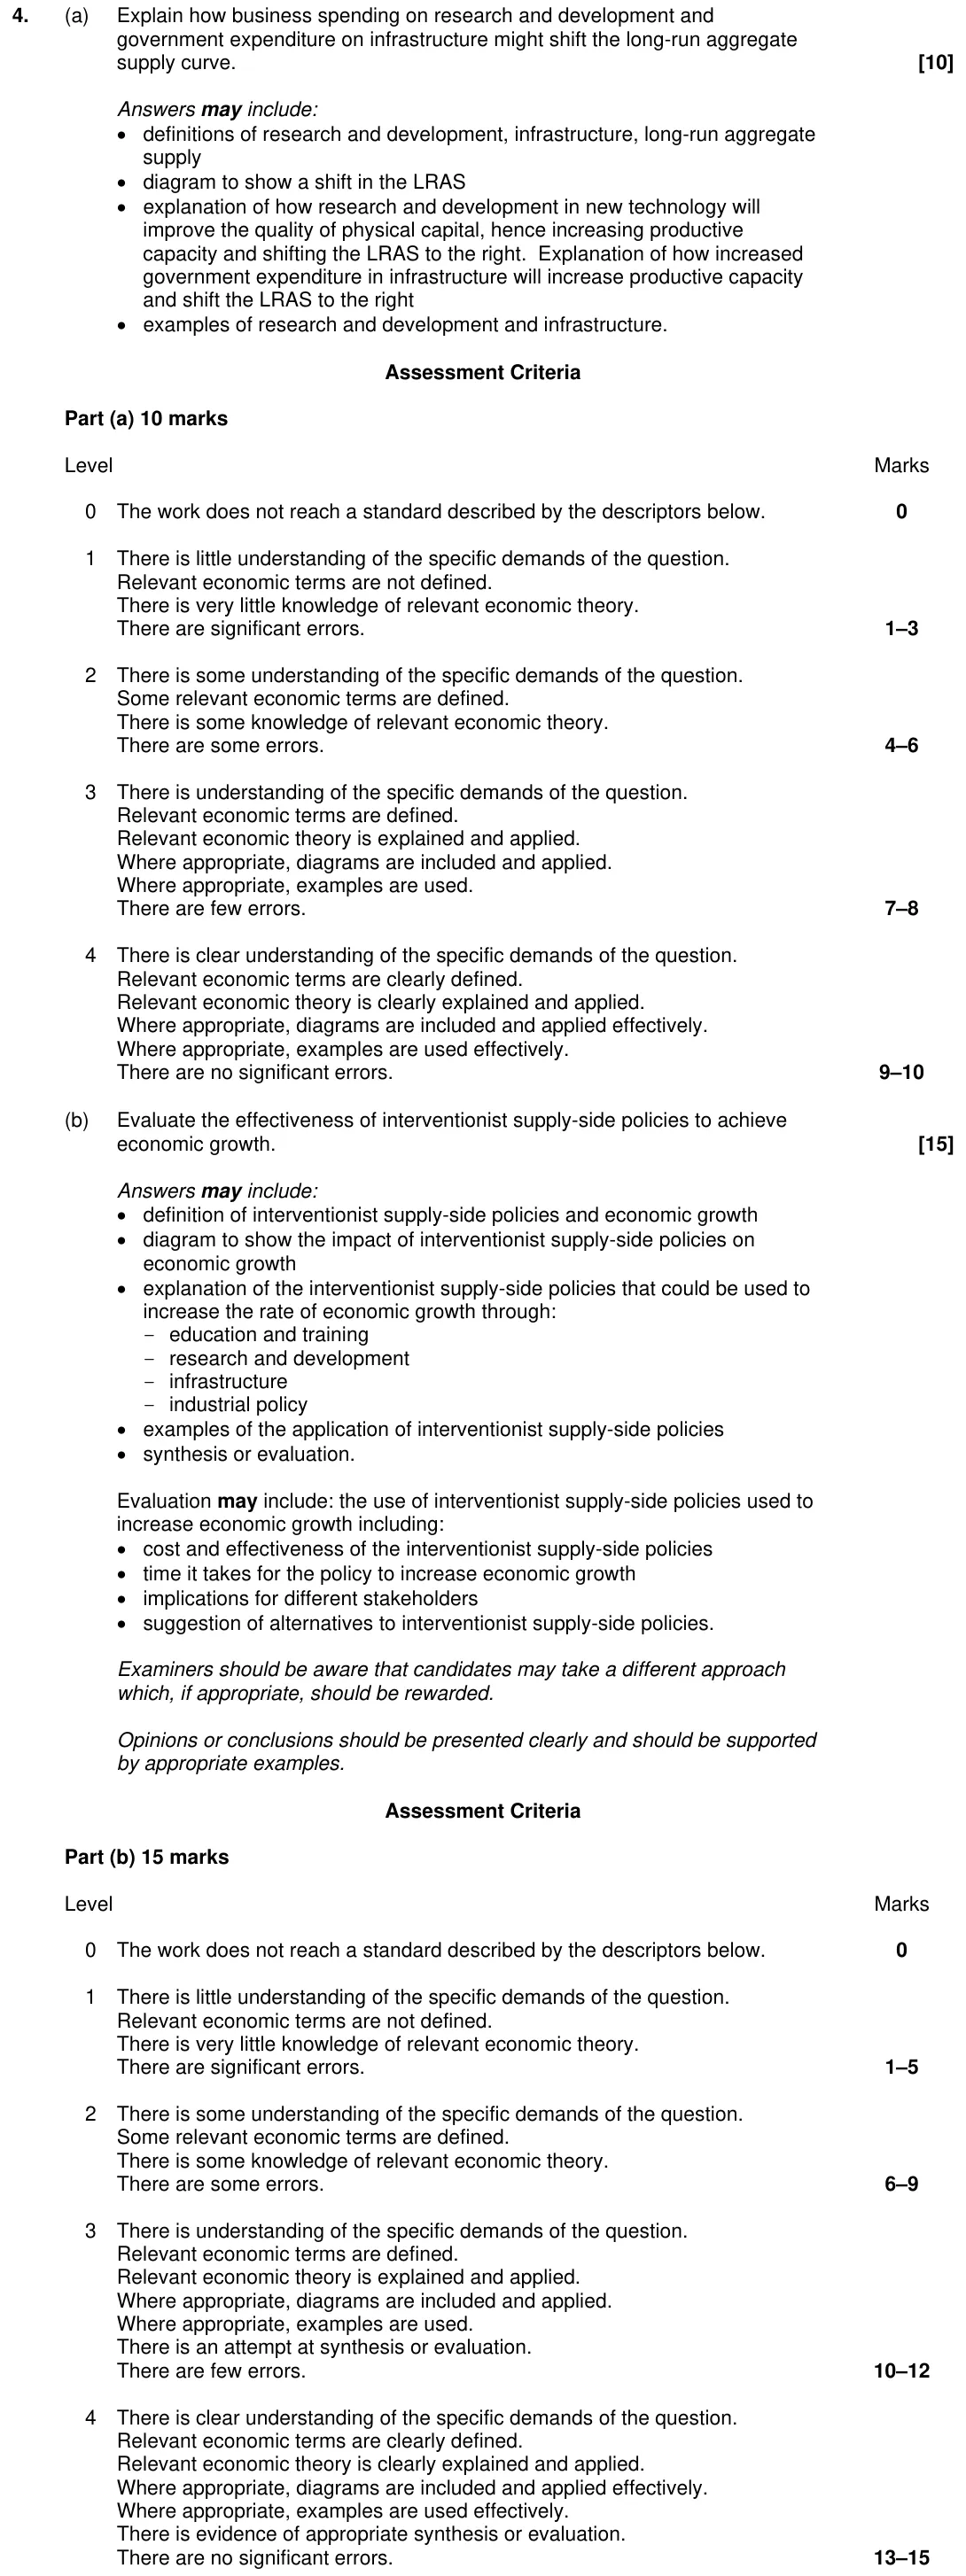 4. (a) Explain how business spending on research and development and
government expenditure on infrastructure might shift the long-run aggregate
supply curve. [10]
Answers may include:
• definitions of research and development, infrastructure, long-run aggregate
supply
• diagram to show a shift in the LRAS
• explanation of how research and development in new technology will
improve the quality of physical capital, hence increasing productive
capacity and shifting the LRAS to the right. Explanation of how increased
government expenditure in infrastructure will increase productive capacity
and shift the LRAS to the right
• examples of research and development and infrastructure.
Assessment Criteria
Part (a) 10 marks
Level Marks
0 The work does not reach a standard described by the descriptors below. 0
1 There is little understanding of the specific demands of the question.
Relevant economic terms are not defined.
There is very little knowledge of relevant economic theory.
There are significant errors. 1–3
2 There is some understanding of the specific demands of the question.
Some relevant economic terms are defined.
There is some knowledge of relevant economic theory.
There are some errors. 4–6
3 There is understanding of the specific demands of the question.
Relevant economic terms are defined.
Relevant economic theory is explained and applied.
Where appropriate, diagrams are included and applied.
Where appropriate, examples are used.
There are few errors. 7–8
4 There is clear understanding of the specific demands of the question.
Relevant economic terms are clearly defined.
Relevant economic theory is clearly explained and applied.
Where appropriate, diagrams are included and applied effectively.
Where appropriate, examples are used effectively.
There are no significant errors. 9–10
(b) Evaluate the effectiveness of interventionist supply-side policies to achieve
economic growth. [15]
Answers may include:
• definition of interventionist supply-side policies and economic growth
• diagram to show the impact of interventionist supply-side policies on
economic growth
• explanation of the interventionist supply-side policies that could be used to
increase the rate of economic growth through:
– education and training
– research and development
– infrastructure
– industrial policy
• examples of the application of interventionist supply-side policies
• synthesis or evaluation.
Evaluation may include: the use of interventionist supply-side policies used to
increase economic growth including:
• cost and effectiveness of the interventionist supply-side policies
• time it takes for the policy to increase economic growth
• implications for different stakeholders
• suggestion of alternatives to interventionist supply-side policies.
Examiners should be aware that candidates may take a different approach
which, if appropriate, should be rewarded.
Opinions or conclusions should be presented clearly and should be supported
by appropriate examples.
Assessment Criteria
Part (b) 15 marks
Level Marks
0 The work does not reach a standard described by the descriptors below. 0
1 There is little understanding of the specific demands of the question.
Relevant economic terms are not defined.
There is very little knowledge of relevant economic theory.
There are significant errors. 1–5
2 There is some understanding of the specific demands of the question.
Some relevant economic terms are defined.
There is some knowledge of relevant economic theory.
There are some errors. 6–9
3 There is understanding of the specific demands of the question.
Relevant economic terms are defined.
Relevant economic theory is explained and applied.
Where appropriate, diagrams are included and applied.
Where appropriate, examples are used.
There is an attempt at synthesis or evaluation.
There are few errors. 10–12
4 There is clear understanding of the specific demands of the question.
Relevant economic terms are clearly defined.
Relevant economic theory is clearly explained and applied.
Where appropriate, diagrams are included and applied effectively.
Where appropriate, examples are used effectively.
There is evidence of appropriate synthesis or evaluation.
There are no significant errors. 13–15